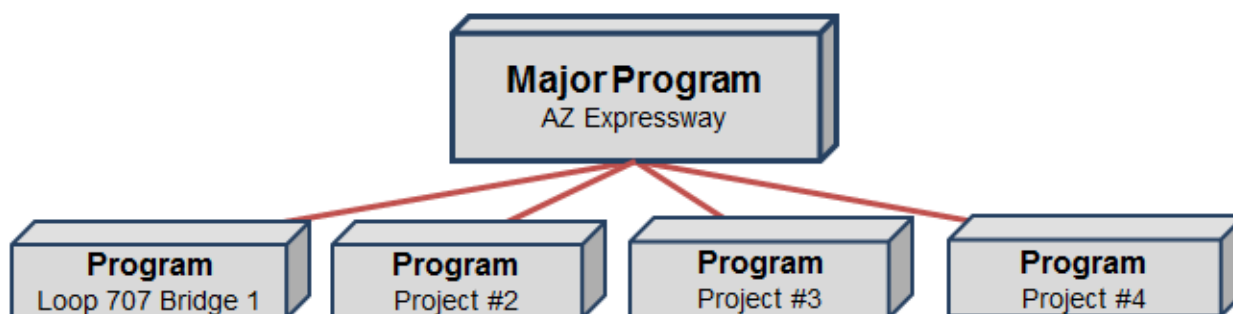 Major Program
AZ Expressway
Program
Loop 707 Bridge 1
Program
Project #2
Program
Project #3
Program
Project #4